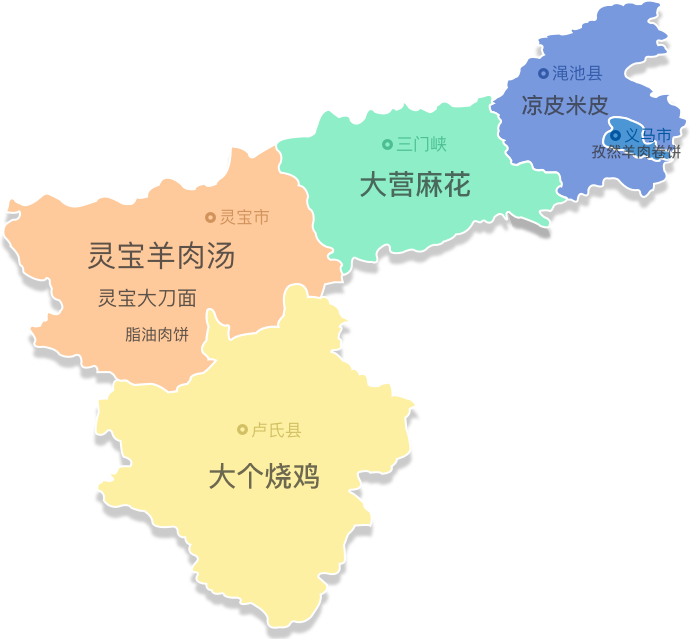 渑池县
凉皮米皮
义马市
孜然羊肉卷饼
三门峡
大营麻花
灵宝市
灵宝羊肉汤
灵宝大刀面
脂油肉饼
卢氏县
大个烧鸡